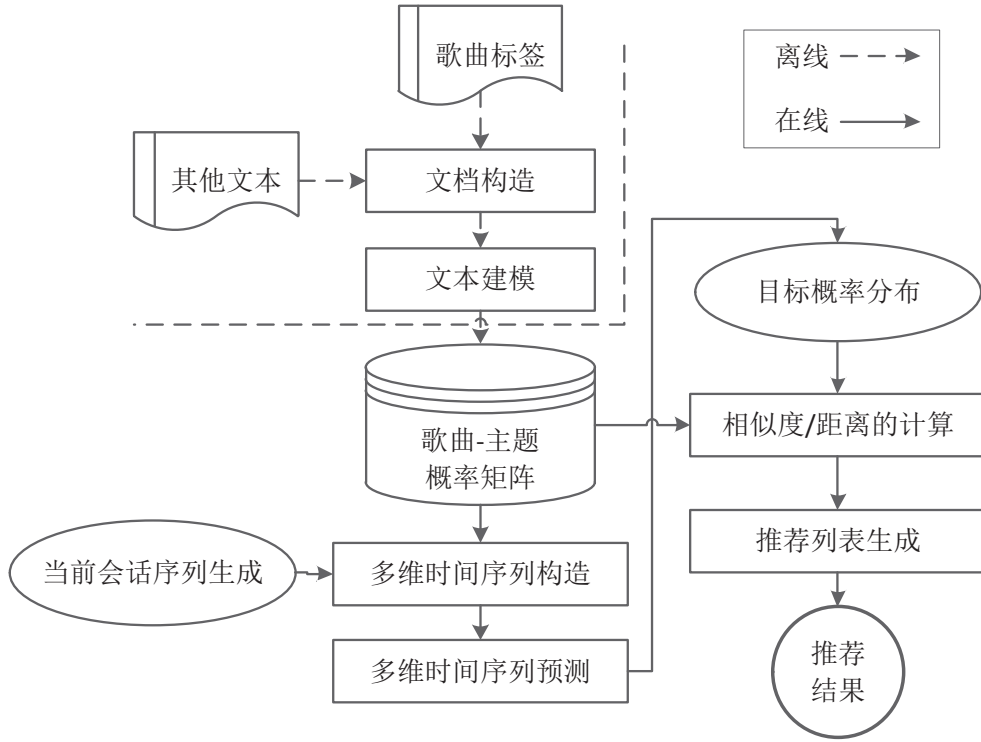 歌曲标签
离线
在线
其他文本
文档构造
文本建模
目标概率分布
歌曲-主题
概率矩阵
相似度/距离的计算
推荐列表生成
当前会话序列生成
多维时间序列构造
多维时间序列预测
推荐
结果